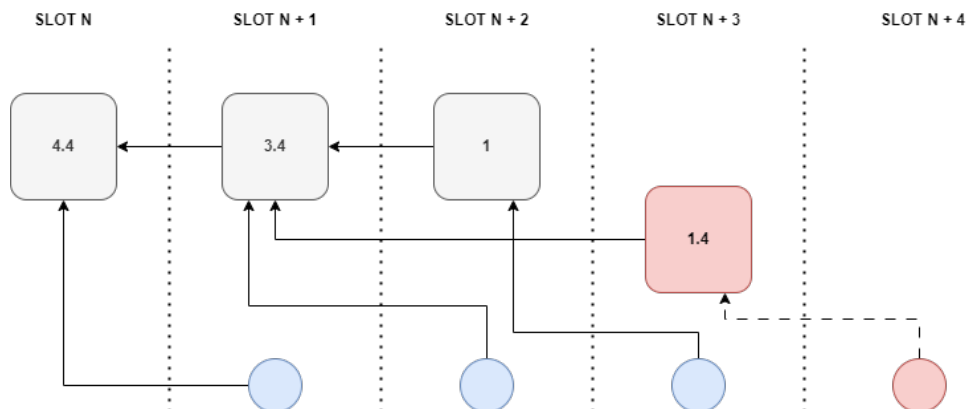 SLOT N
SLOT N + 1
SLOT N + 2
SLOT N + 3
SLOT N + 4
4.4
3.4
1
1.4